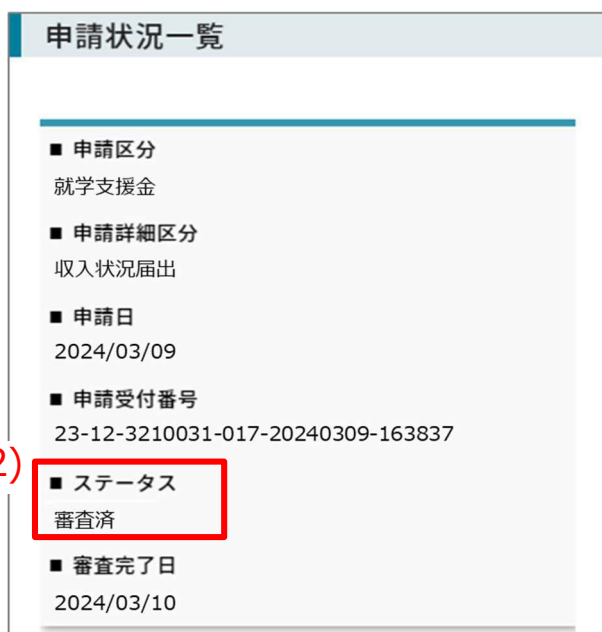 申請状況一覧
■ 申請区分
就学支援金
■ 申請詳細区分
収入状況届出
■ 申請日
2024/03/09
■ 申請受付番号
23-12-3210031-017-20240309-163837
2)
■ ステータス
審査済
■ 審査完了日
2024/03/10